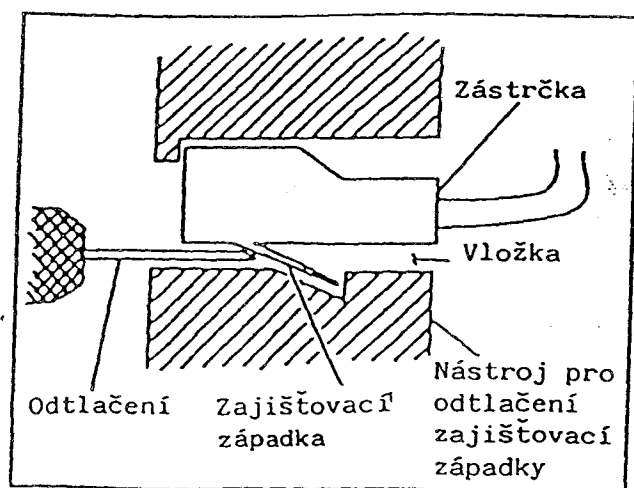 Zástrčka
Vložka
Odtlačení
Zajišťovací
západka
Nástroj pro
odtlačení
zajišťovací
západky